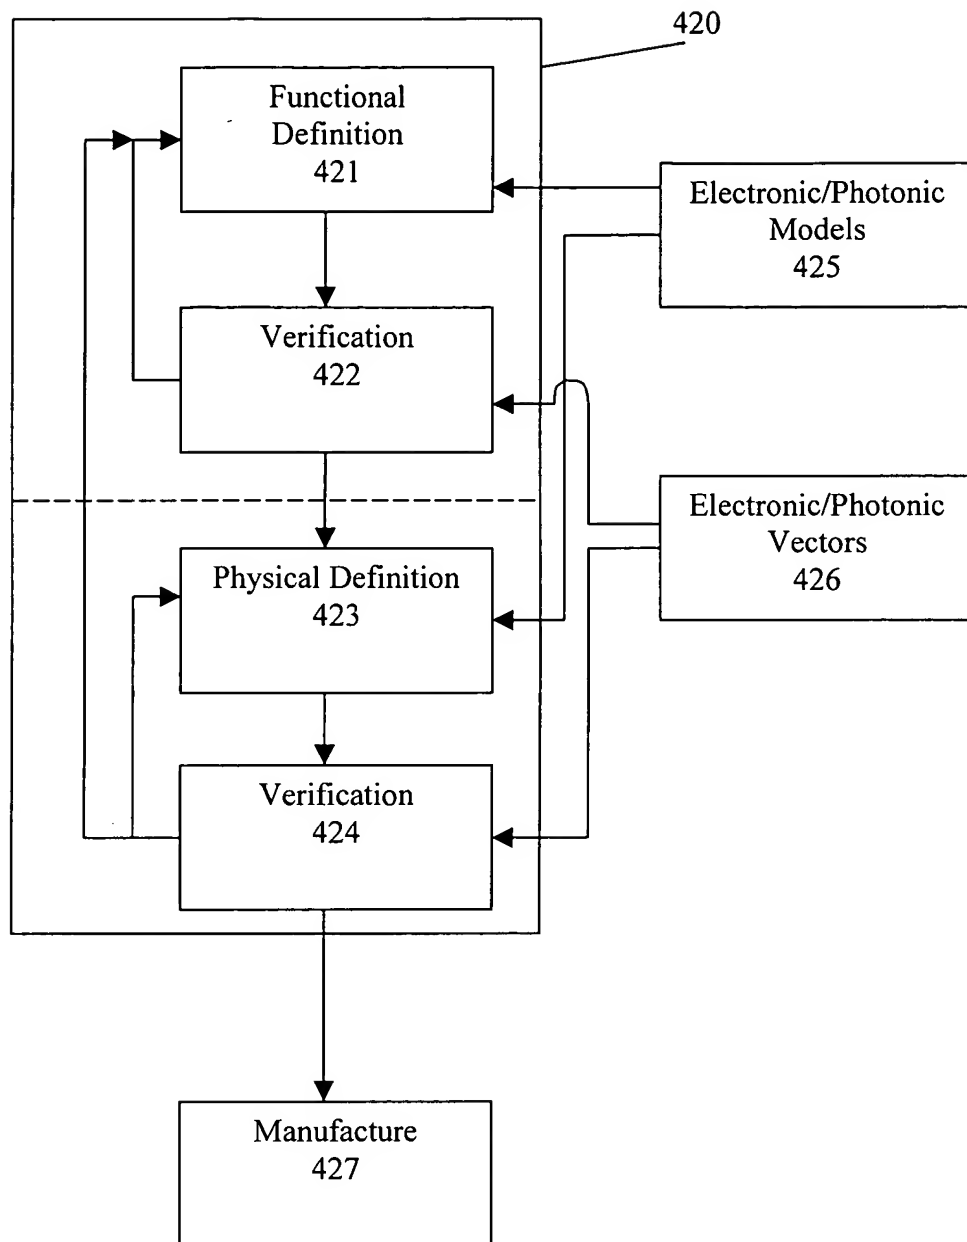 420
Functional
Definition
421
Electronic/Photonic
Models
425
Verification
422
Electronic/Photonic
Vectors
426
Physical Definition
423
Verification
424
Manufacture
427